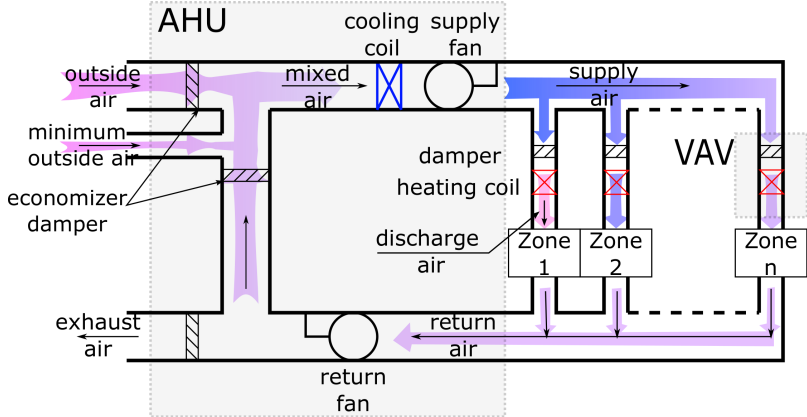 AHU
cooling
coil
supply
fan
outside
air
mixed
air
supply
air
minimum
outside air
VAV
damper
heating coil
economizer
damper
discharge
air
Zone
1
Zone
2
Zone
n
exhaust
air
return
air
return
fan